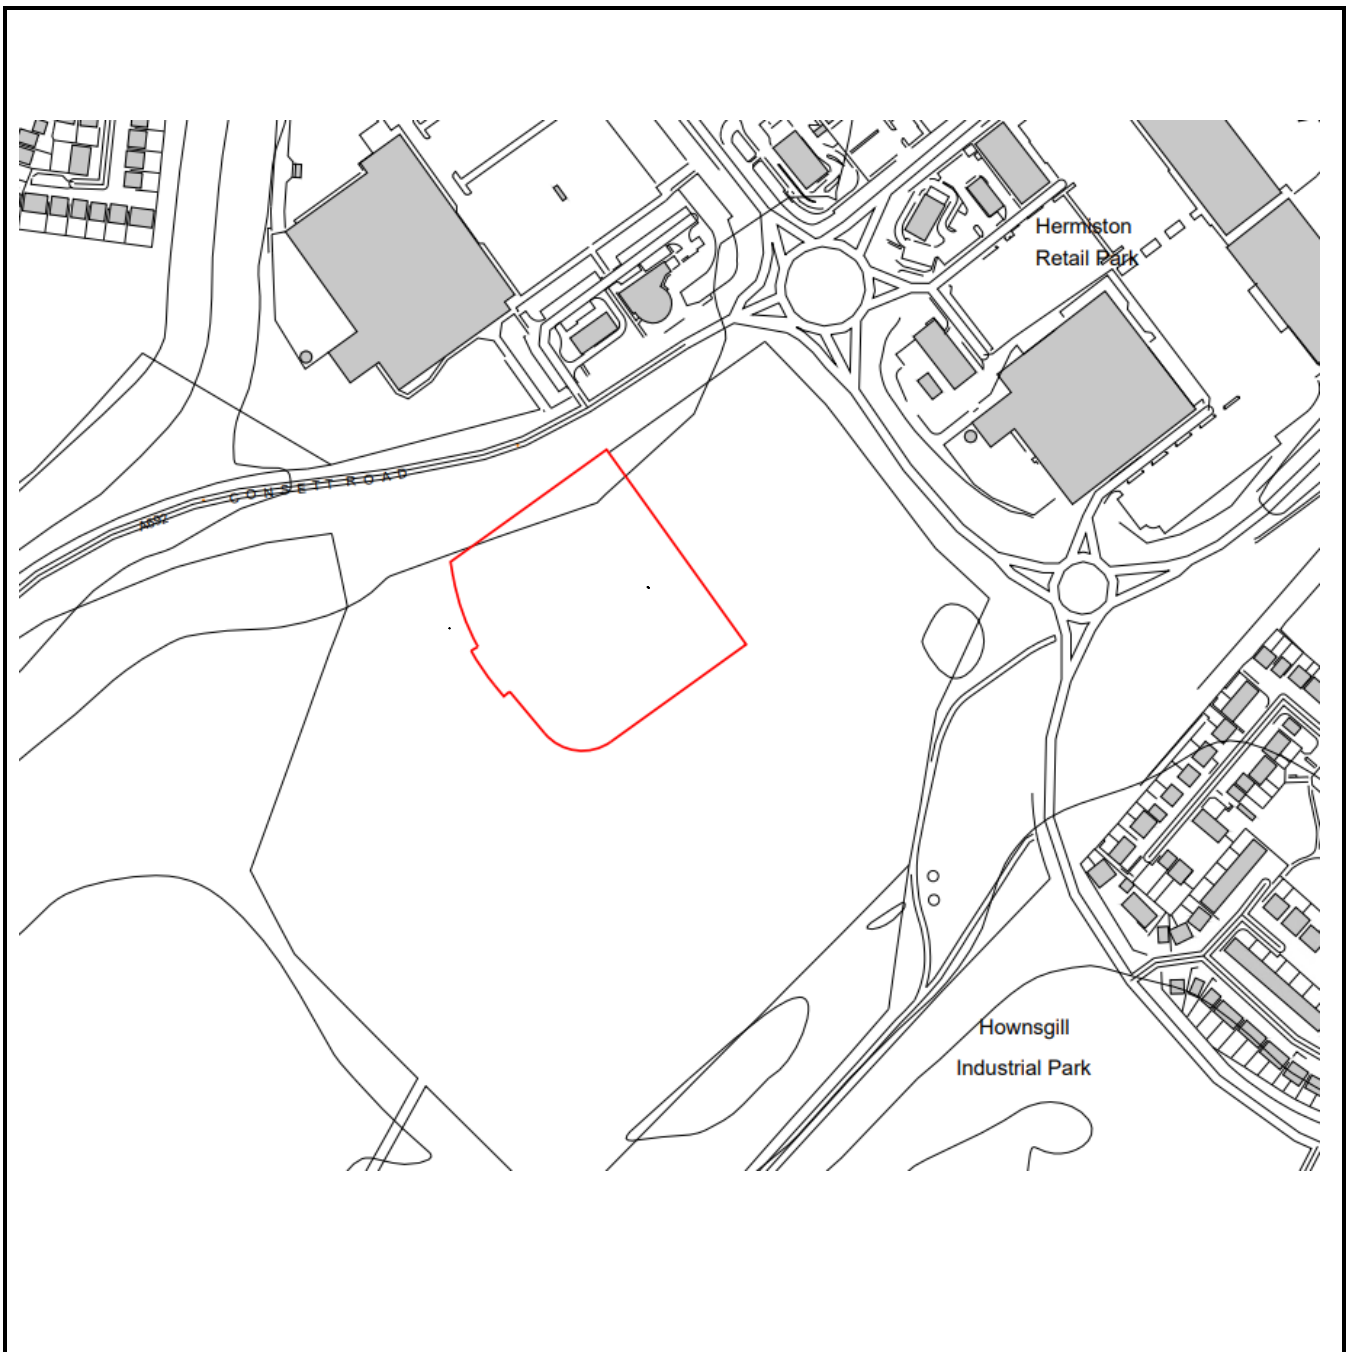 Hermiston
Retail Park
CONSETT ROAD
A692
Hownsgill
Industrial Park